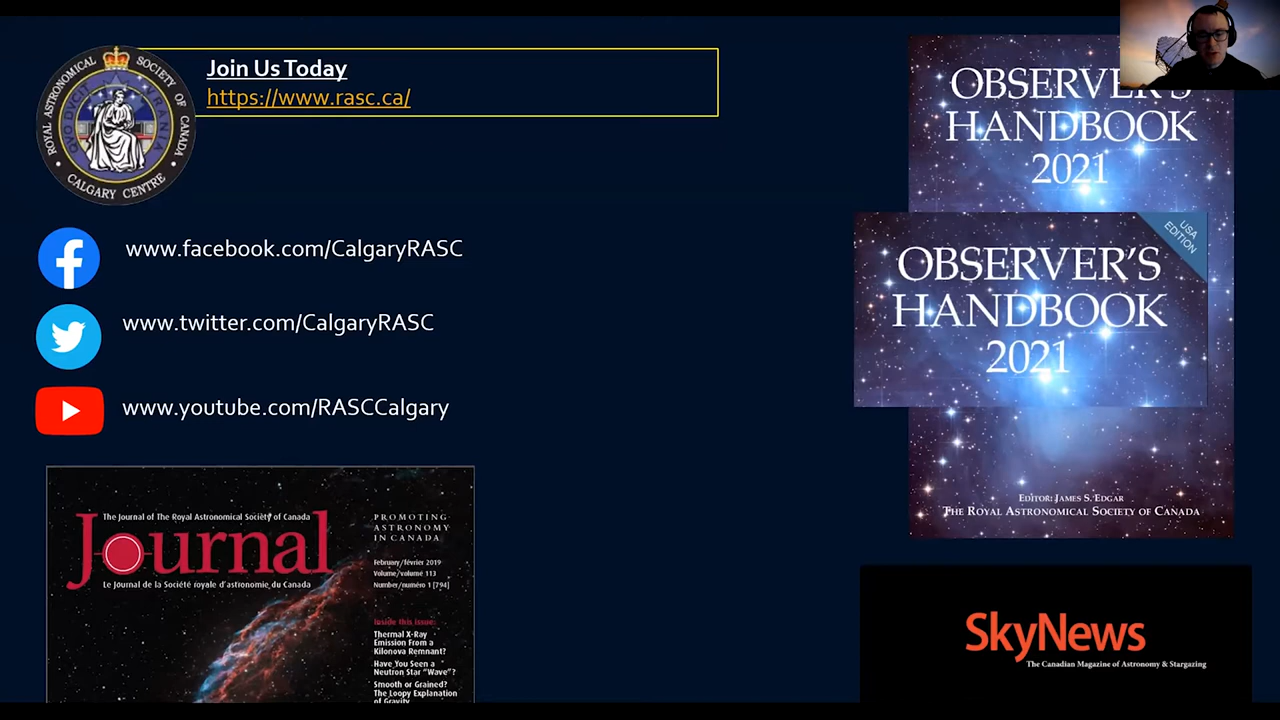 ROYAL ASTRONOMICAL SOCIETY OF CANADA
QVO DVCIT VRANIA
CALGARY CENTRE
Join Us Today
https://www.rasc.ca/
www.facebook.com/CalgaryRASC
www.twitter.com/CalgaryRASC
www.youtube.com/RASCCalgary
The Journal of The Royal Astronomical Society of Canada
Journal
Le Journal de la Société royale d'astronomie du Canada
PROMOTING
ASTRONOMY
IN CANADA
February/février 2019
Volume/volume 113
Number/numéro 1 [794]
Inside this issue:
Thermal X-Ray
Emission From a
Kilonova Remnant?
Have You Seen a
Neutron Star "Wave"?
Smooth or Grained?
The Loopy Explanation
of Gravity
OBSERVER'S
HANDBOOK
2021
USA
EDITION
OBSERVER'S
HANDBOOK
2021
EDITOR: JAMES S. EDGAR
THE ROYAL ASTRONOMICAL SOCIETY OF CANADA
SkyNews
The Canadian Magazine of Astronomy & Stargazing